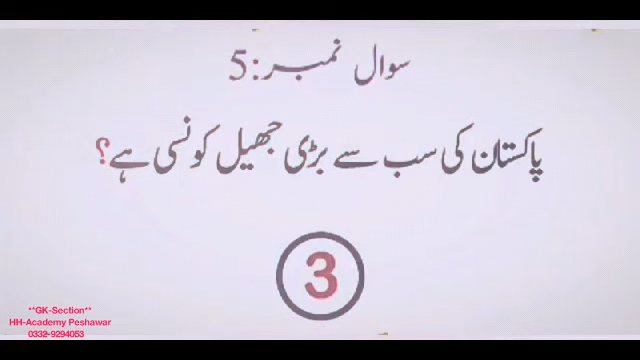 سوال نمبر:5
پاکستان کی سب سے بڑی جھیل کونسی ہے؟
3
**GK-Section**
HH-Academy Peshawar
0332-9294053